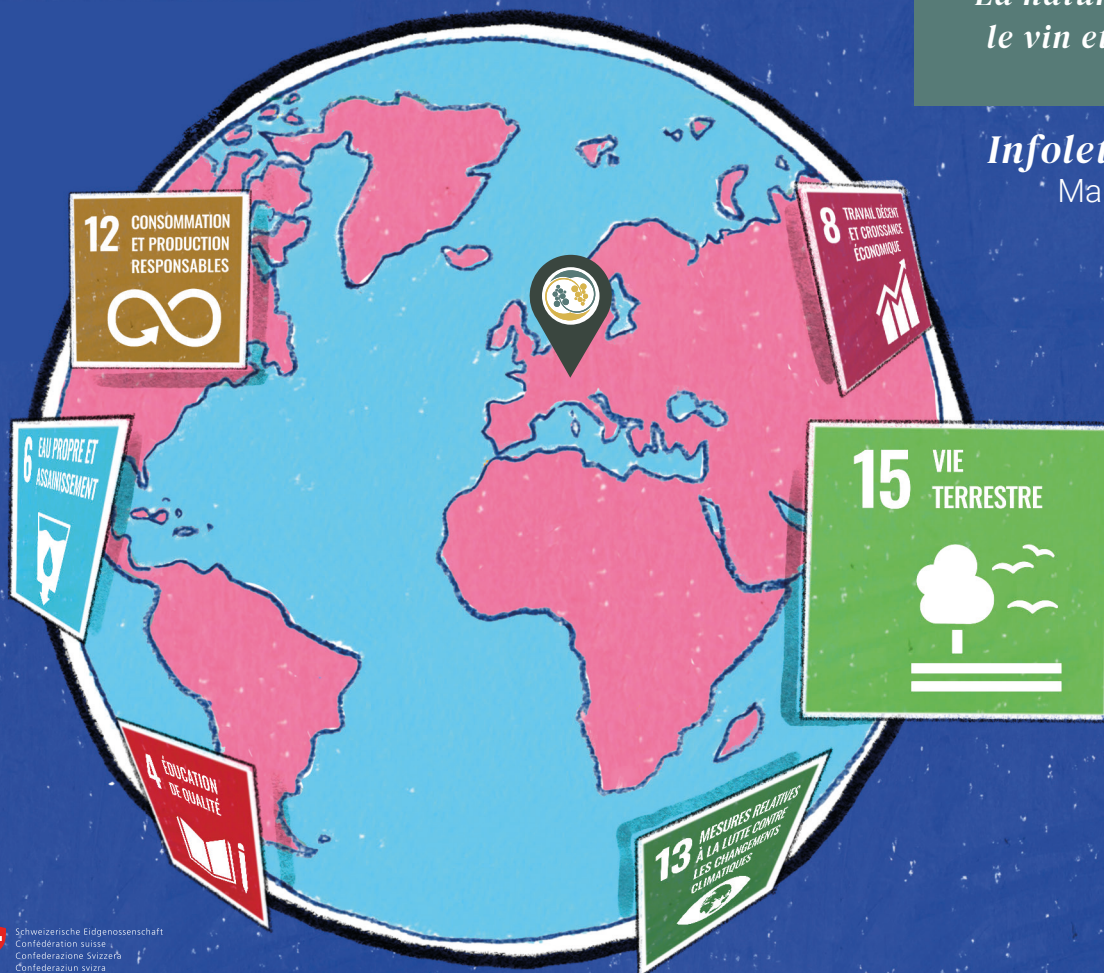 le vin et
12 CONSOMMATION
ET PRODUCTION
RESPONSABLES
8 TRAVAIL DÉCENT
ET CROISSANCE
ÉCONOMIQUE
6 EAU PROPRE ET
ASSAINISSEMENT
15 VIE
TERRESTRE
4 ÉDUCATION
DE QUALITÉ
13 MESURES RELATIVES
À LA LUTTE CONTRE
LES CHANGEMENTS
CLIMATIQUES
Schweizerische Eidgenossenschaft
Confédération suisse
Confederazione Svizzera
Confederaziun svizra